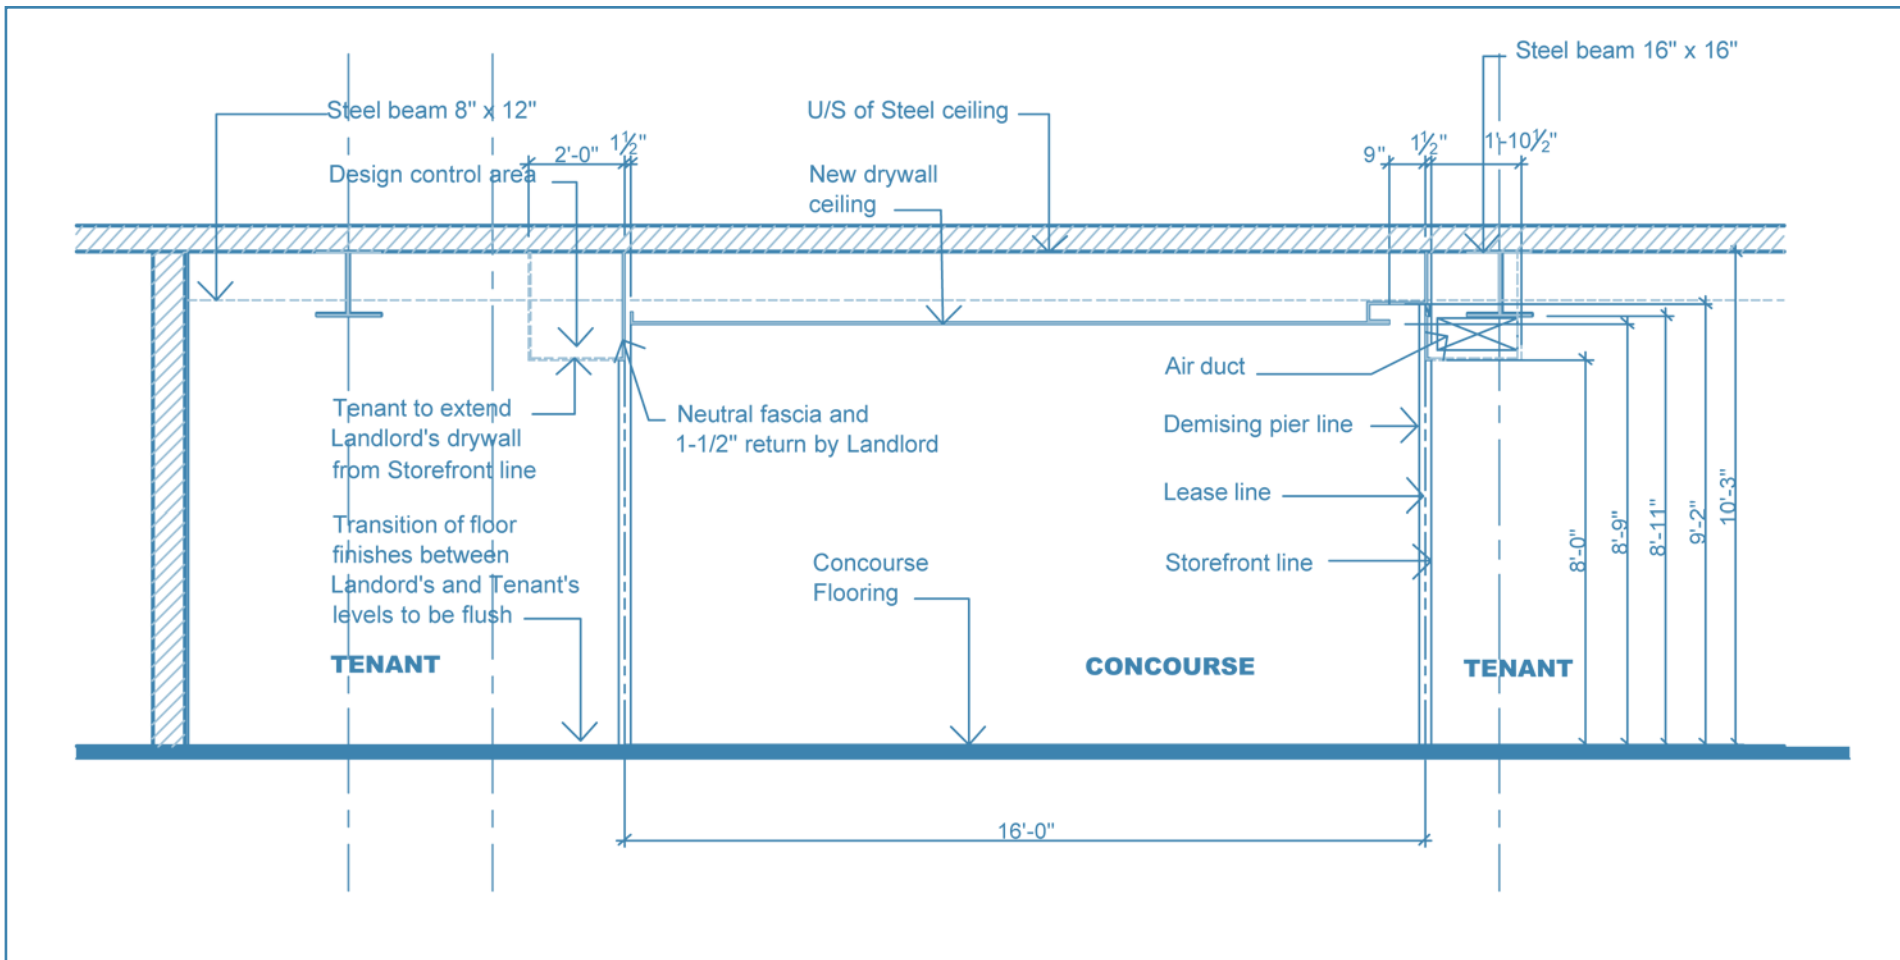 Steel beam 16" x 16"
Steel beam 8" x 12"
U/S of Steel ceiling
2'-0"
1½"
9"
1½"
1'-10½"
Design control area
New drywall
ceiling
Air duct
Tenant to extend
Landlord's drywall
from Storefront line
Neutral fascia and
1-1/2" return by Landlord
Demising pier line
Lease line
Storefront line
Transition of floor
finishes between
Landord's and Tenant's
levels to be flush
Concourse
Flooring
8'-0"
8'-9"
8'-11"
9'-2"
10'-3"
TENANT
CONCOURSE
TENANT
16'-0"